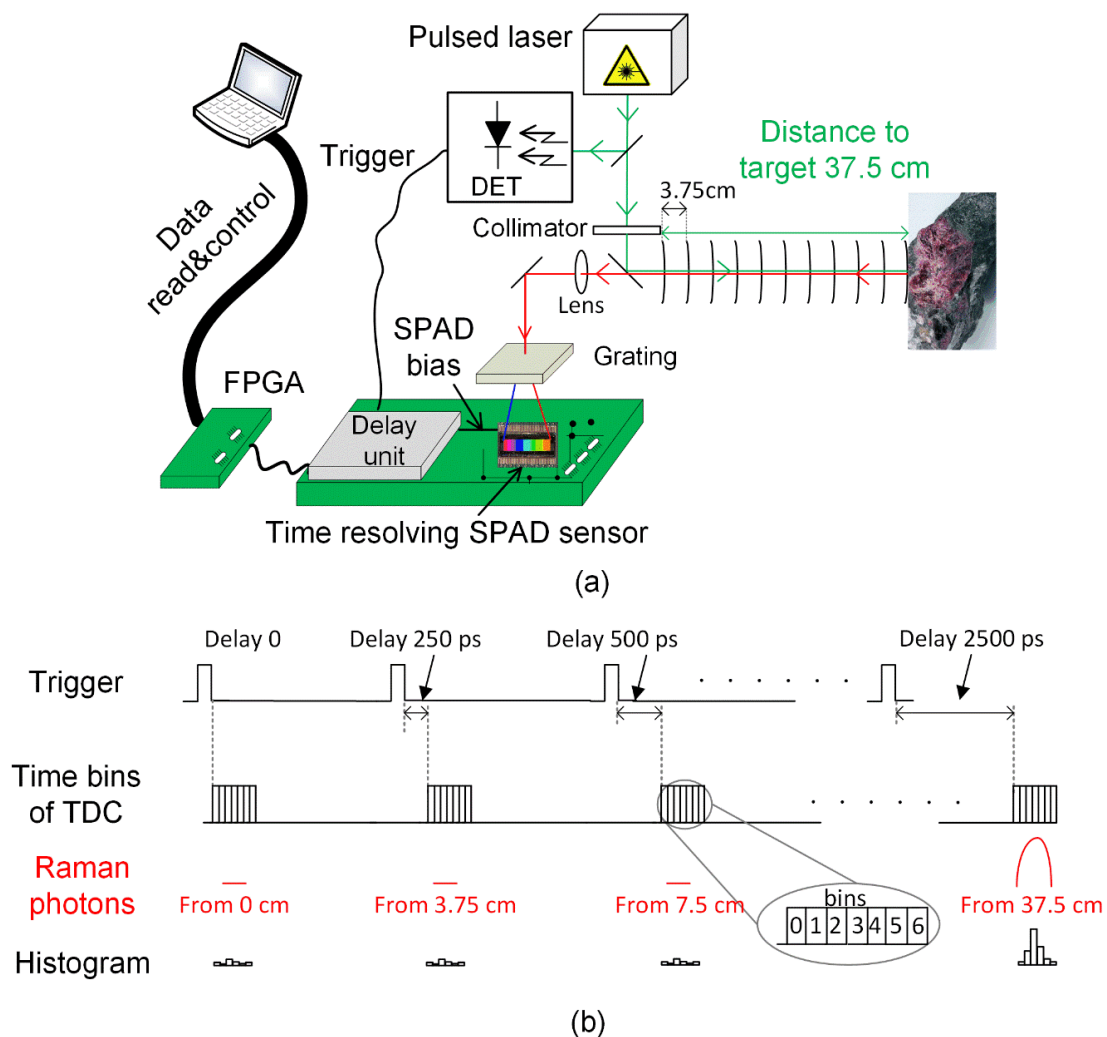 Pulsed laser
Trigger
DET
Distance to
target 37.5 cm
3.75cm
Collimator
Data
read&control
Lens
SPAD
bias
Grating
FPGA
Delay
unit
Time resolving SPAD sensor
(a)
Delay 0
Delay 250 ps
Delay 500 ps
Delay 2500 ps
Trigger
Time bins
of TDC
Raman
photons
From 0 cm
From 3.75 cm
From 7.5 cm
From 37.5 cm
bins
0 1 2 3 4 5 6
Histogram
(b)